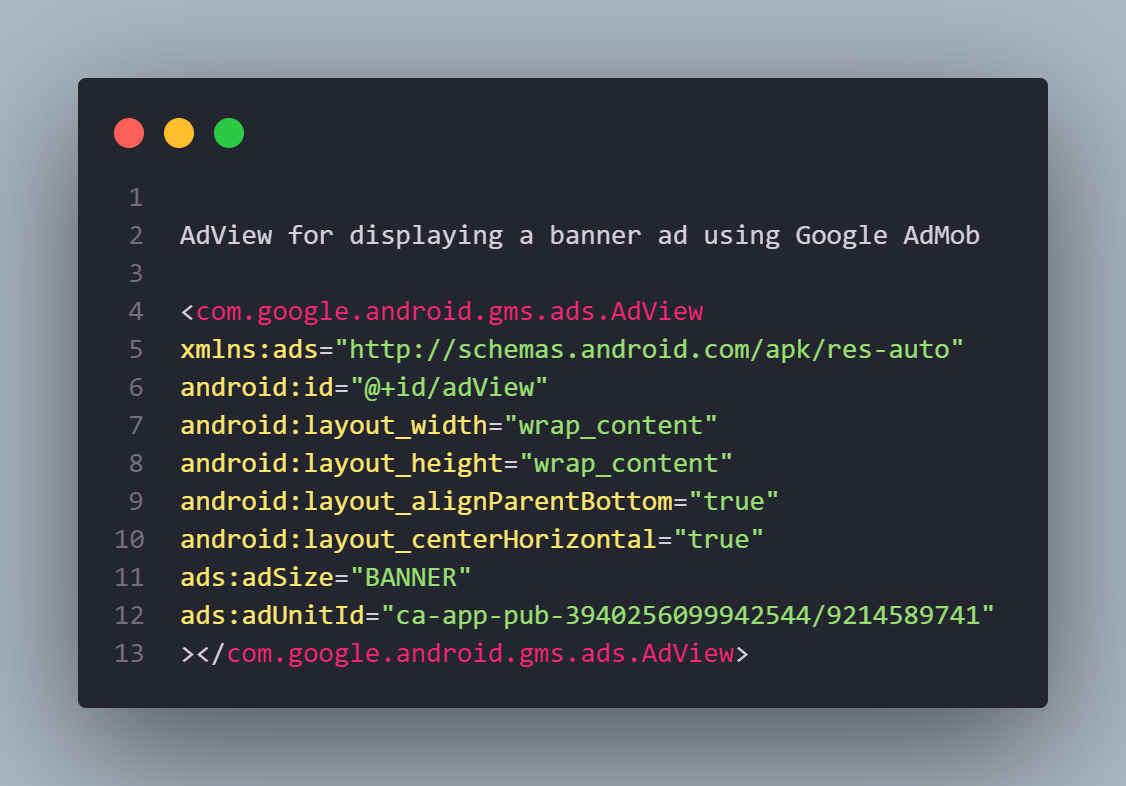 1
2 AdView for displaying a banner ad using Google AdMob
3
4 <com.google.android.gms.ads.AdView
5 xmlns:ads="http://schemas.android.com/apk/res-auto"
6 android:id="@+id/adView"
7 android:layout_width="wrap_content"
8 android:layout_height="wrap_content"
9 android:layout_alignParentBottom="true"
10 android:layout_centerHorizontal="true"
11 ads:adSize="BANNER"
12 ads:adUnitId="ca-app-pub-3940256099942544/9214589741"
13 ></com.google.android.gms.ads.AdView>